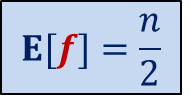 E[f] = n/2